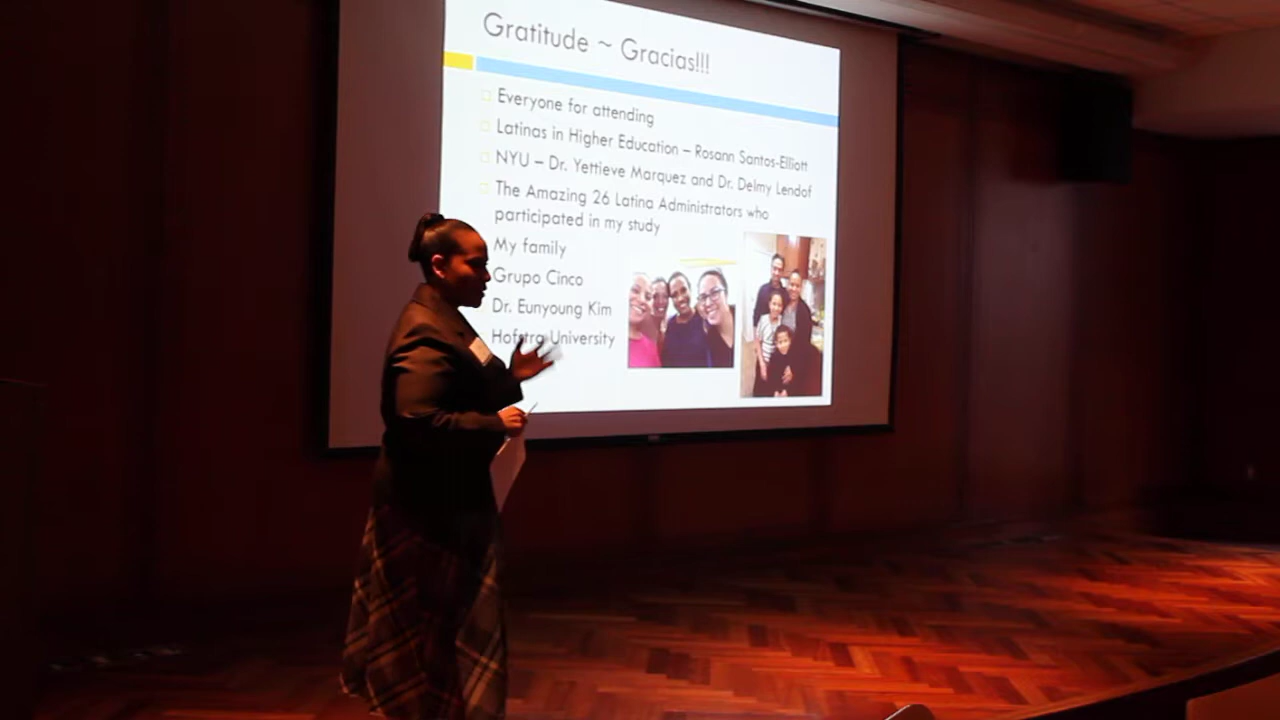 Gratitude ~ Gracias!!!
Everyone for attending
Latinas in Higher Education – Rosann Santos-Elliott
NYU – Dr. Yettieve Marquez and Dr. Delmy Lendof
The Amazing 26 Latina Administrators who
participated in my study
My family
Grupo Cinco
Dr. Eunyoung Kim
Hofstra University